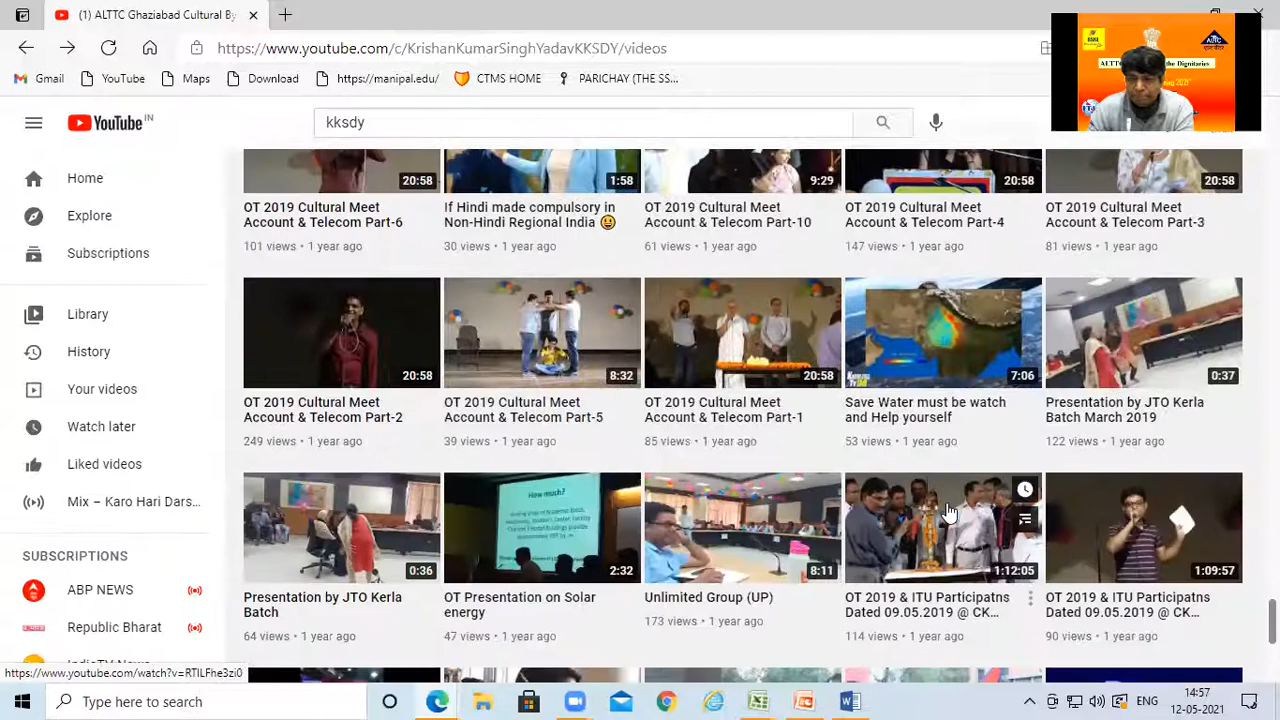 (1) ALTTC Ghaziabad Cultural By
https://www.youtube.com/c/KrishanKumarSinghYadavKKSDY/videos
Gmail YouTube Maps Download https://manipal.edu/ CTMS HOME PARICHAY (THE SS...
BSNL
ALTTC
the Dignitaries
2021"
YouTube IN
kksdy
Home
Explore
Subscriptions
Library
History
Your videos
Watch later
Liked videos
Mix – Karo Hari Dars...
SUBSCRIPTIONS
ABP NEWS
Republic Bharat
20:58
1:58
9:29
20:58
20:58
OT 2019 Cultural Meet
Account & Telecom Part-6
101 views • 1 year ago
If Hindi made compulsory in
Non-Hindi Regional India
30 views • 1 year ago
OT 2019 Cultural Meet
Account & Telecom Part-10
61 views • 1 year ago
OT 2019 Cultural Meet
Account & Telecom Part-4
147 views • 1 year ago
OT 2019 Cultural Meet
Account & Telecom Part-3
81 views • 1 year ago
20:58
8:32
20:58
7:06
0:37
OT 2019 Cultural Meet
Account & Telecom Part-2
249 views • 1 year ago
OT 2019 Cultural Meet
Account & Telecom Part-5
39 views • 1 year ago
OT 2019 Cultural Meet
Account & Telecom Part-1
85 views • 1 year ago
Save Water must be watch
and Help yourself
53 views • 1 year ago
Presentation by JTO Kerla
Batch March 2019
122 views • 1 year ago
0:36
How much?
2:32
8:11
1:12:05
1:09:57
Presentation by JTO Kerla
Batch
64 views • 1 year ago
OT Presentation on Solar
energy
47 views • 1 year ago
Unlimited Group (UP)
173 views • 1 year ago
OT 2019 & ITU Participatns
Dated 09.05.2019 @ CK...
114 views • 1 year ago
OT 2019 & ITU Participatns
Dated 09.05.2019 @ CK...
90 views • 1 year ago
https://www.youtube.com/watch?v=RTILFhe3zi0
Type here to search
ENG
14:57
12-05-2021